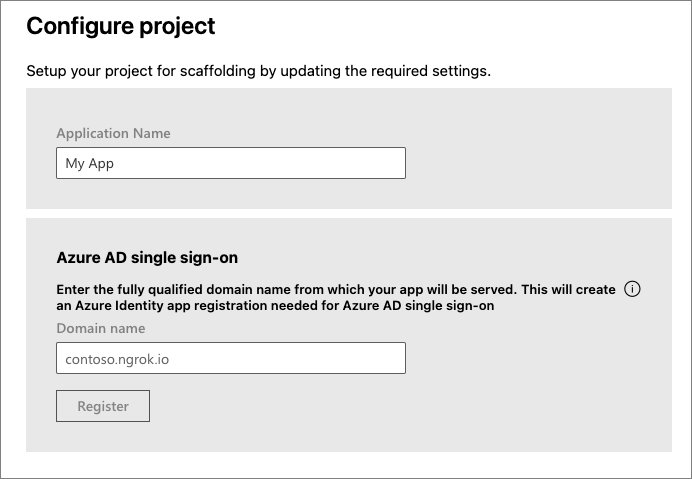 Configure project
Setup your project for scaffolding by updating the required settings.
Application Name
My App
Azure AD single sign-on
Enter the fully qualified domain name from which your app will be served. This will create
an Azure Identity app registration needed for Azure AD single sign-on
Domain name
contoso.ngrok.io
Register